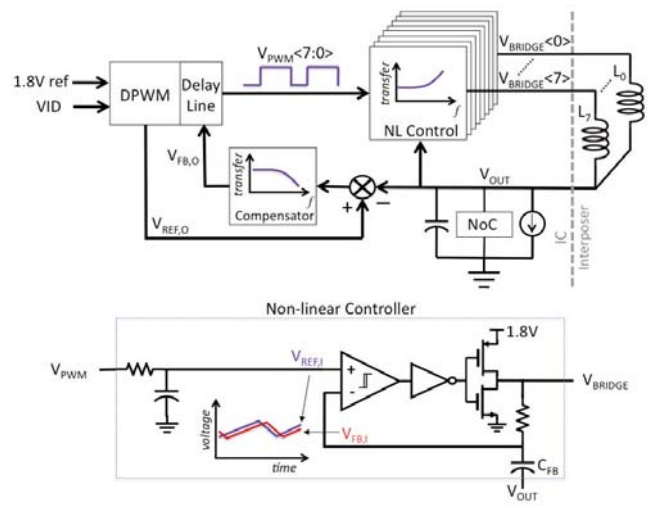 V_BRIDGE<0>
V_PWM<7:0>
transfer
f
V_BRIDGE<7>
L_0
1.8V ref
VID
DPWM
Delay
Line
NL Control
L_7
V_FB,O
transfer
f
Compensator
+
−
V_OUT
V_REF,O
NoC
IC
Interposer
Non-linear Controller
1.8V
V_PWM
V_REF,I
+
-
V_BRIDGE
voltage
V_FB,I
time
C_FB
V_OUT